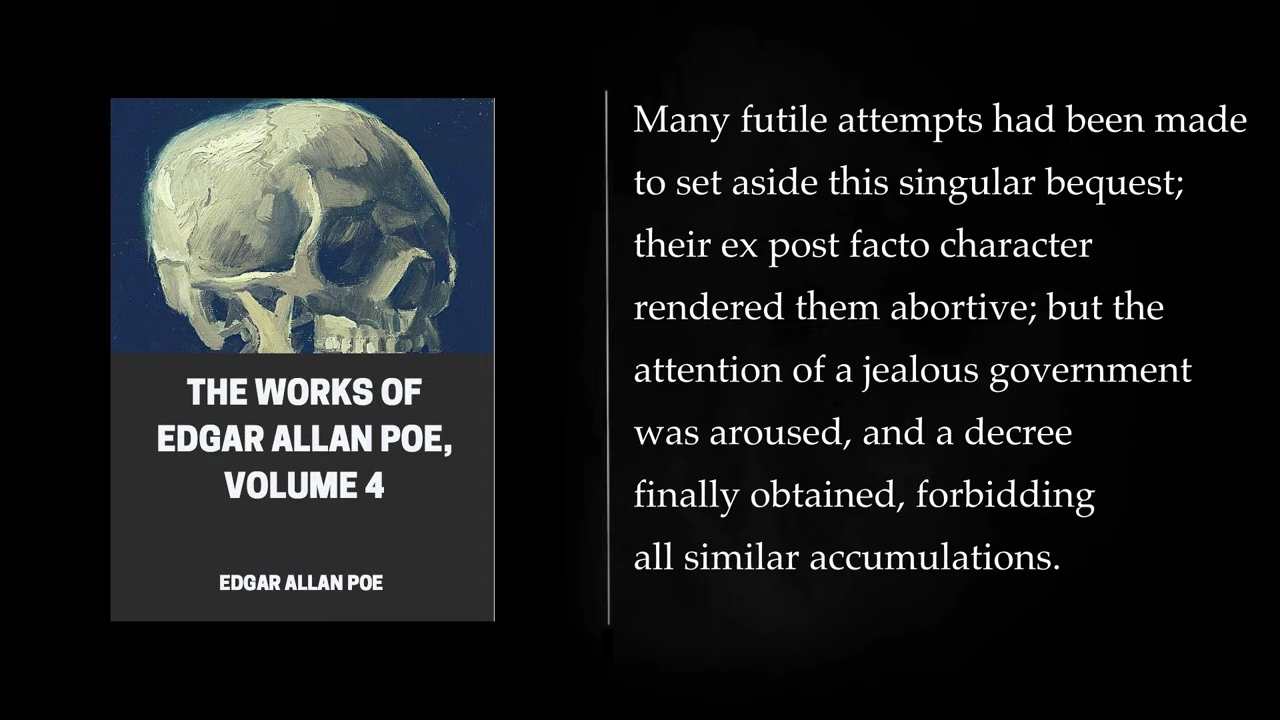 THE WORKS OF
EDGAR ALLAN POE,
VOLUME 4
EDGAR ALLAN POE
Many futile attempts had been made
to set aside this singular bequest;
their ex post facto character
rendered them abortive; but the
attention of a jealous government
was aroused, and a decree
finally obtained, forbidding
all similar accumulations.